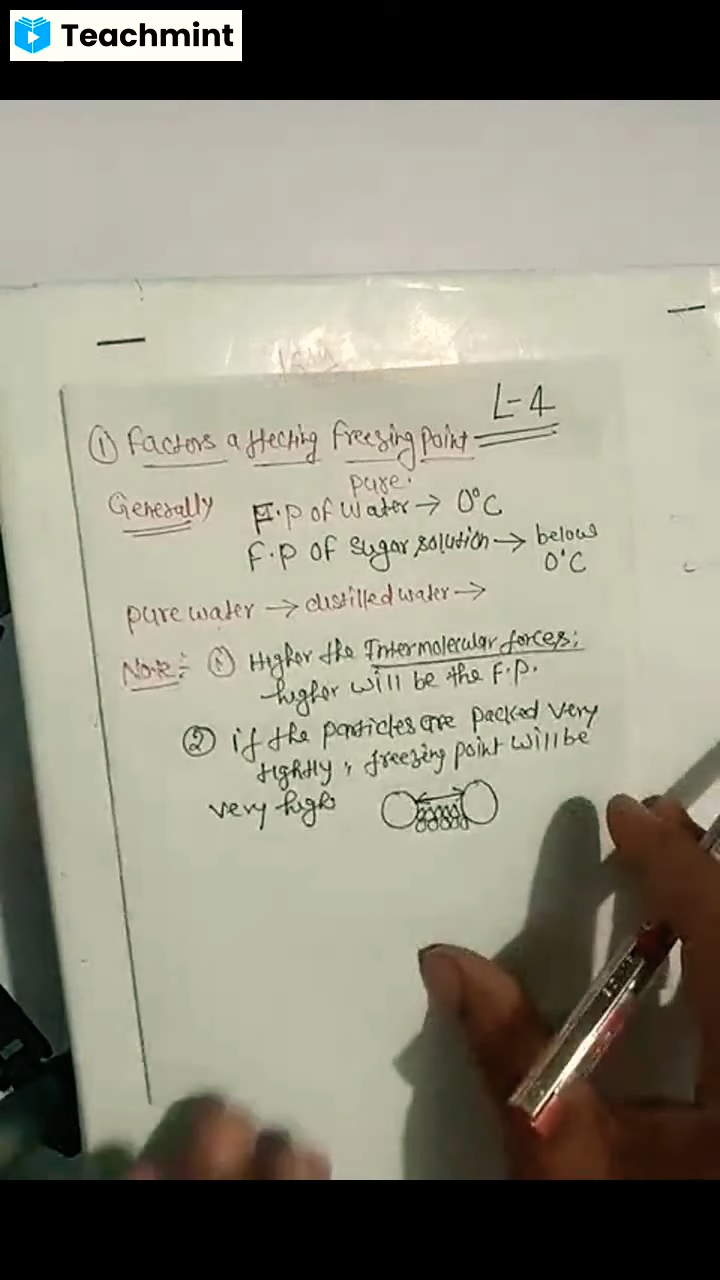 Teachmint
L-4
① Factors affecting freezing point
pure.
Generally F.p of water → 0°C
F.p of sugar solution → below
0°C
pure water → distilled water →
Note:- ① Higher the Intermolecular forces;
higher will be the F.p.
② if the particles are packed very
tightly, freezing point will be
very high